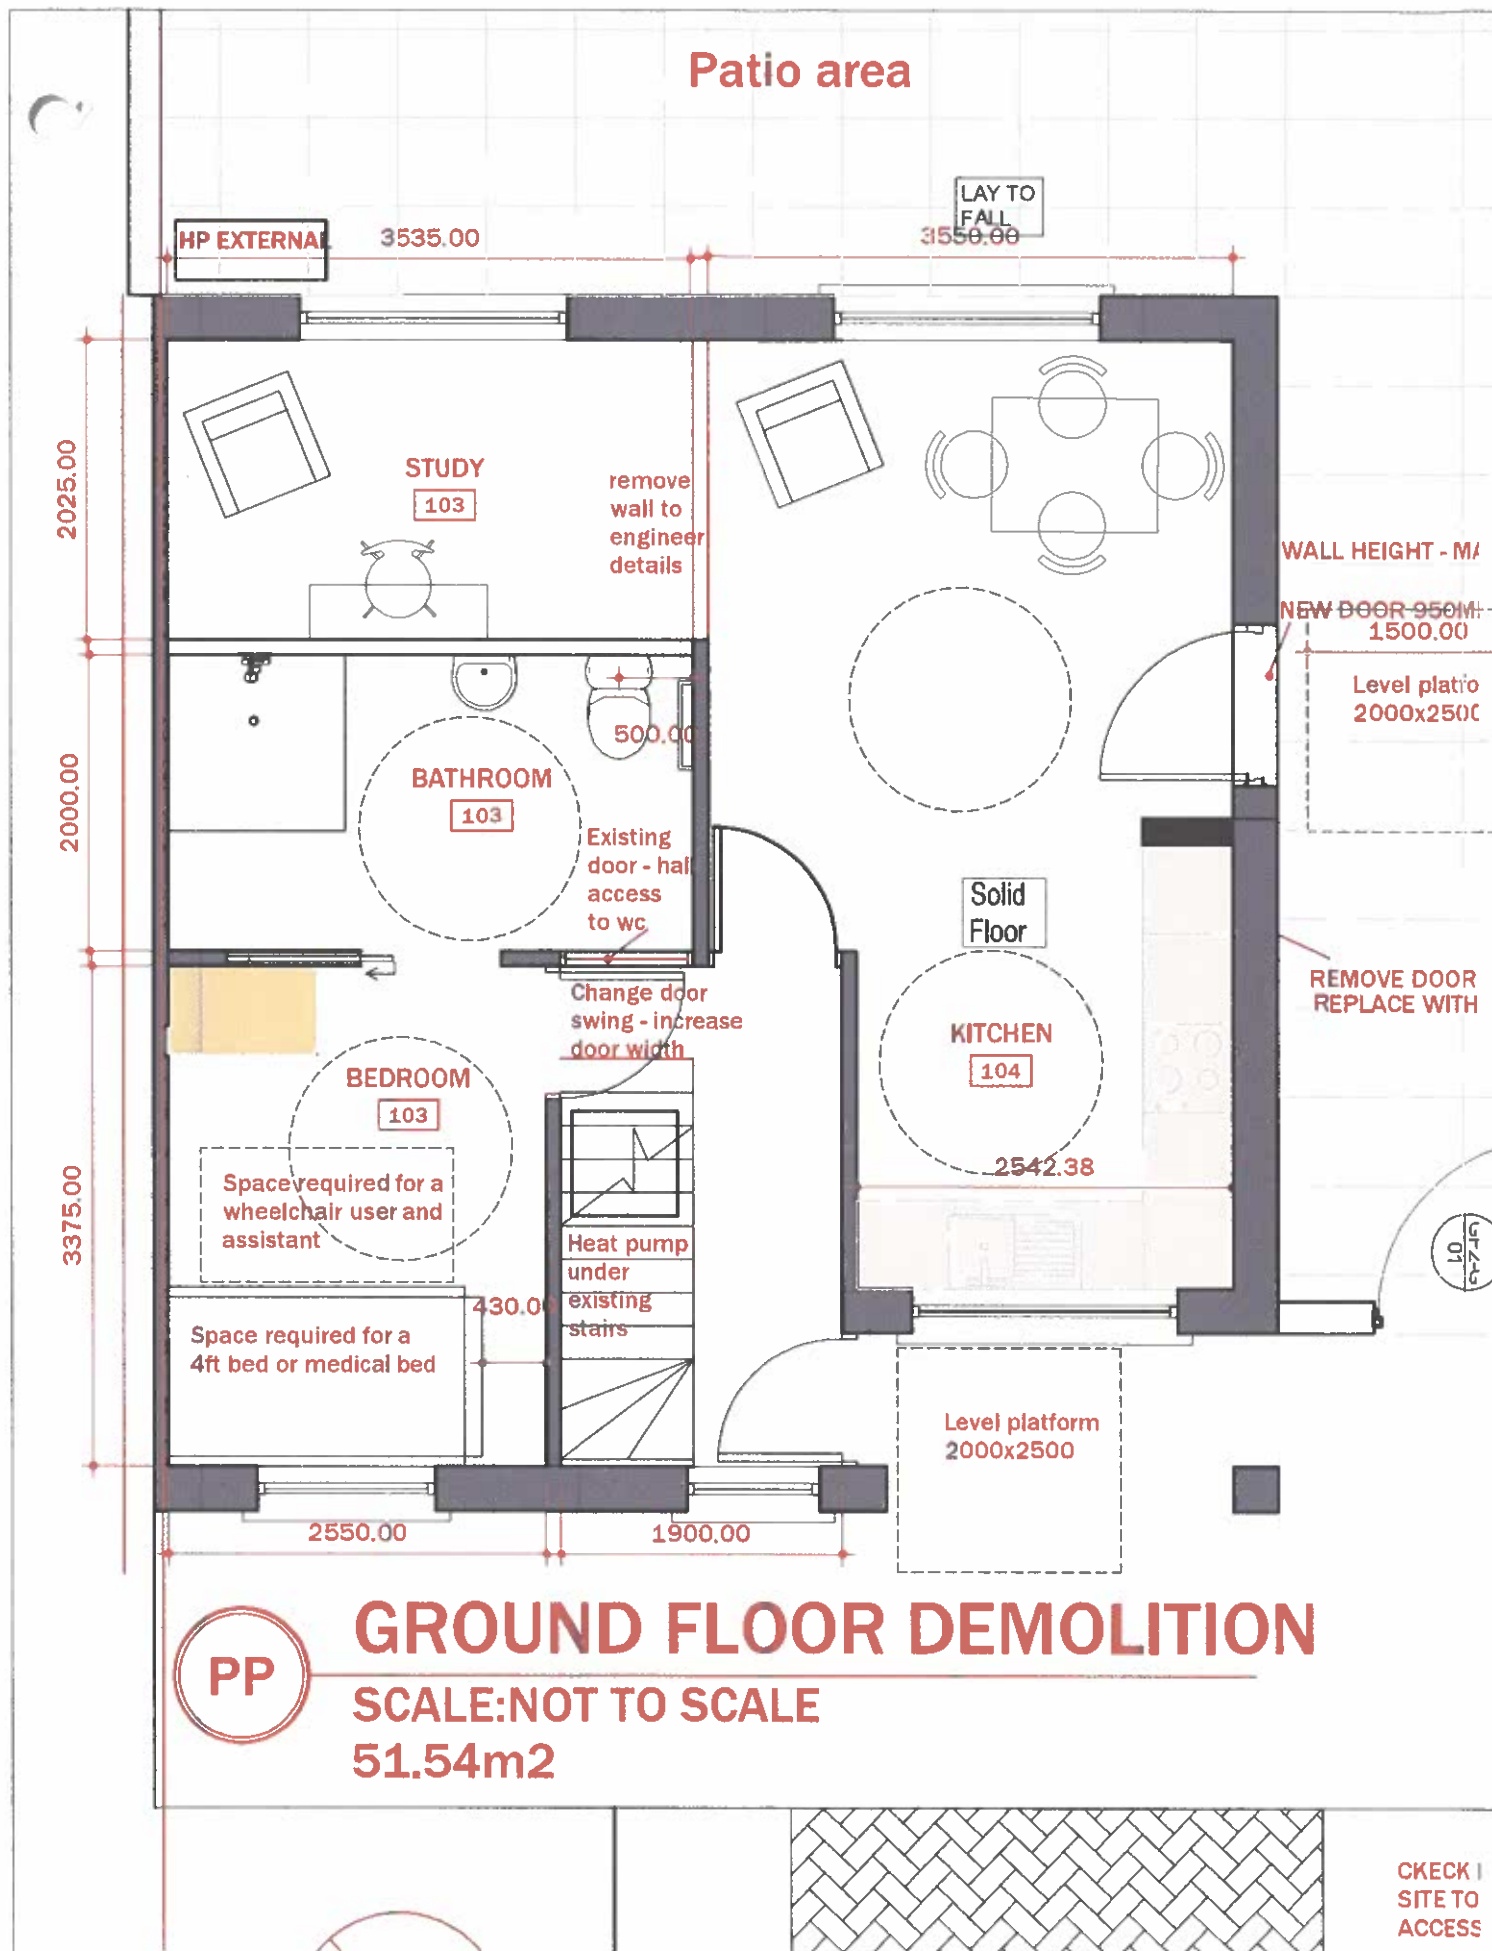 Patio area
LAY TO
FALL
HP EXTERNAL
3535.00
3550.00
2025.00
STUDY
103
remove
wall to
engineer
details
WALL HEIGHT - MA
NEW DOOR 950M
1500.00
Level platfo
2000x2500
2000.00
500.00
BATHROOM
103
Existing
door - hall
access
to wc
Solid
Floor
REMOVE DOOR
REPLACE WITH
Change door
swing - increase
door width
KITCHEN
104
BEDROOM
103
2542.38
3375.00
Space required for a
wheelchair user and
assistant
Heat pump
under
existing
stairs
430.00
Space required for a
4ft bed or medical bed
01
Level platform
2000x2500
2550.00
1900.00
PP
GROUND FLOOR DEMOLITION
SCALE:NOT TO SCALE
51.54m2
CKECK
SITE TO
ACCESS